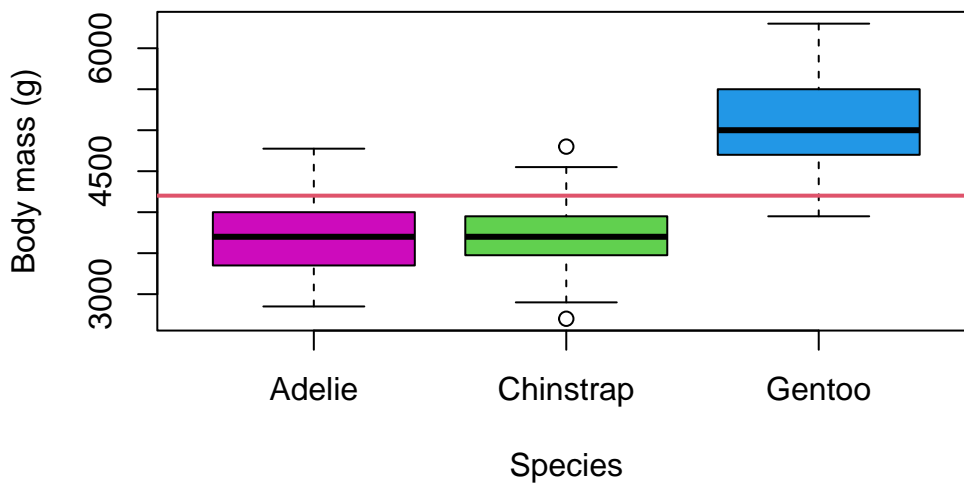 Body mass (g)
6000
4500
3000
Adelie Chinstrap Gentoo
Species